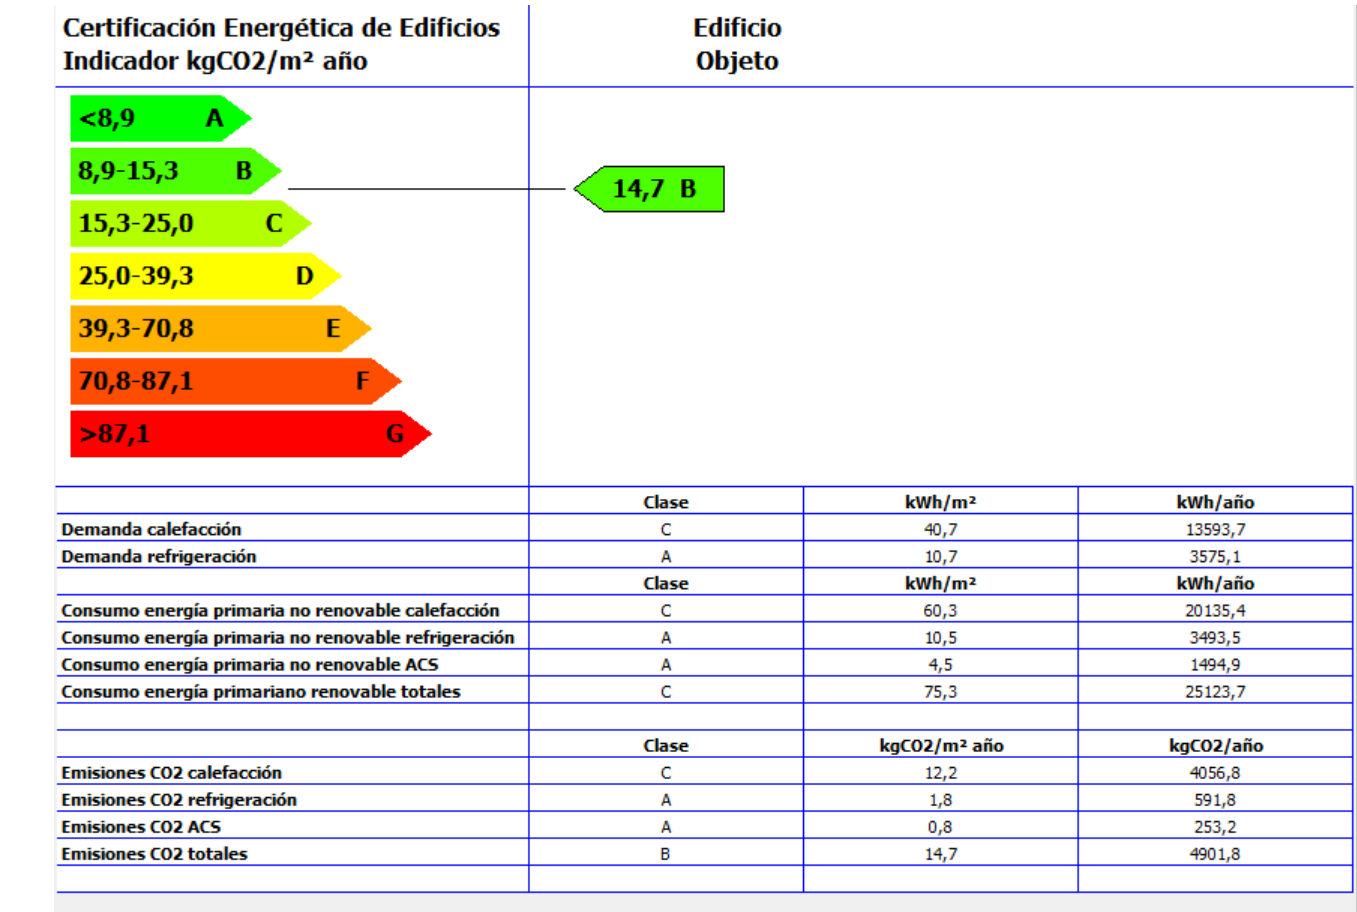 Certificación Energética de Edificios
Indicador kgCO2/m² año
Edificio
Objeto
<8,9 A
8,9-15,3 B
14,7 B
15,3-25,0 C
25,0-39,3 D
39,3-70,8 E
70,8-87,1 F
>87,1 G
Clase kWh/m² kWh/año
Demanda calefacción C 40,7 13593,7
Demanda refrigeración A 10,7 3575,1
Clase kWh/m² kWh/año
Consumo energía primaria no renovable calefacción C 60,3 20135,4
Consumo energía primaria no renovable refrigeración A 10,5 3493,5
Consumo energía primaria no renovable ACS A 4,5 1494,9
Consumo energía primariano renovable totales C 75,3 25123,7
Clase kgCO2/m² año kgCO2/año
Emisiones CO2 calefacción C 12,2 4056,8
Emisiones CO2 refrigeración A 1,8 591,8
Emisiones CO2 ACS A 0,8 253,2
Emisiones CO2 totales B 14,7 4901,8